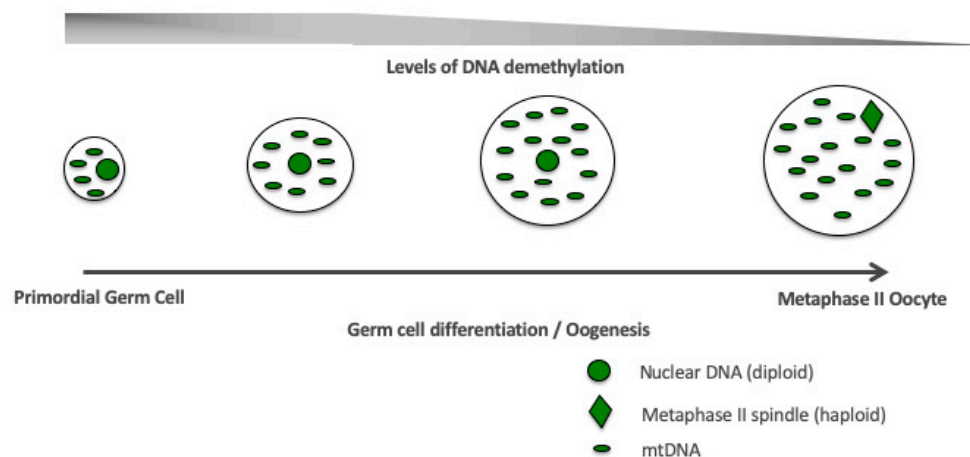 Levels of DNA demethylation
Primordial Germ Cell
Metaphase II Oocyte
Germ cell differentiation / Oogenesis
Nuclear DNA (diploid)
Metaphase II spindle (haploid)
mtDNA